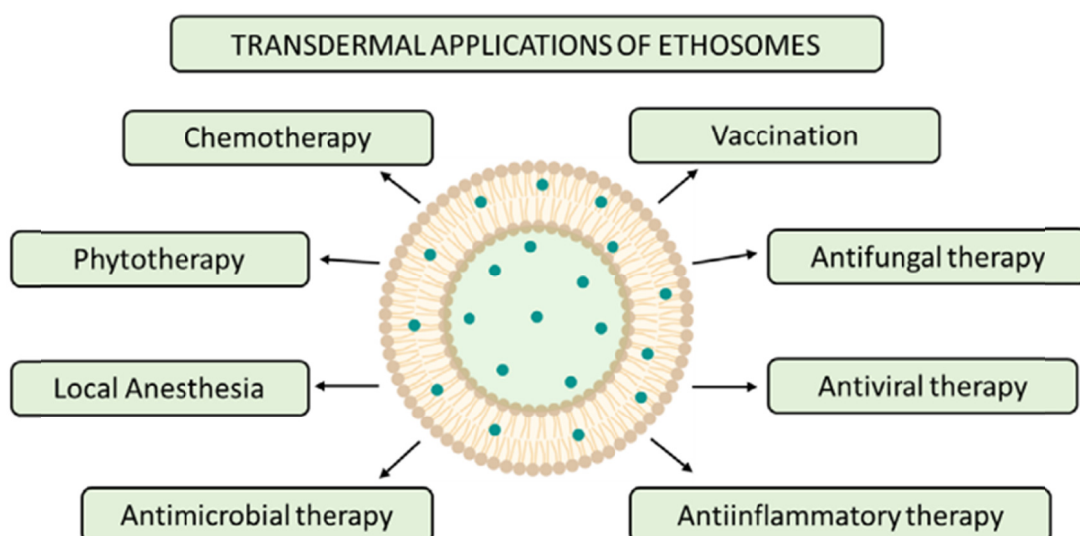 TRANSDERMAL APPLICATIONS OF ETHOSOMES
Chemotherapy
Vaccination
Phytotherapy
Antifungal therapy
Local Anesthesia
Antiviral therapy
Antimicrobial therapy
Antiinflammatory therapy